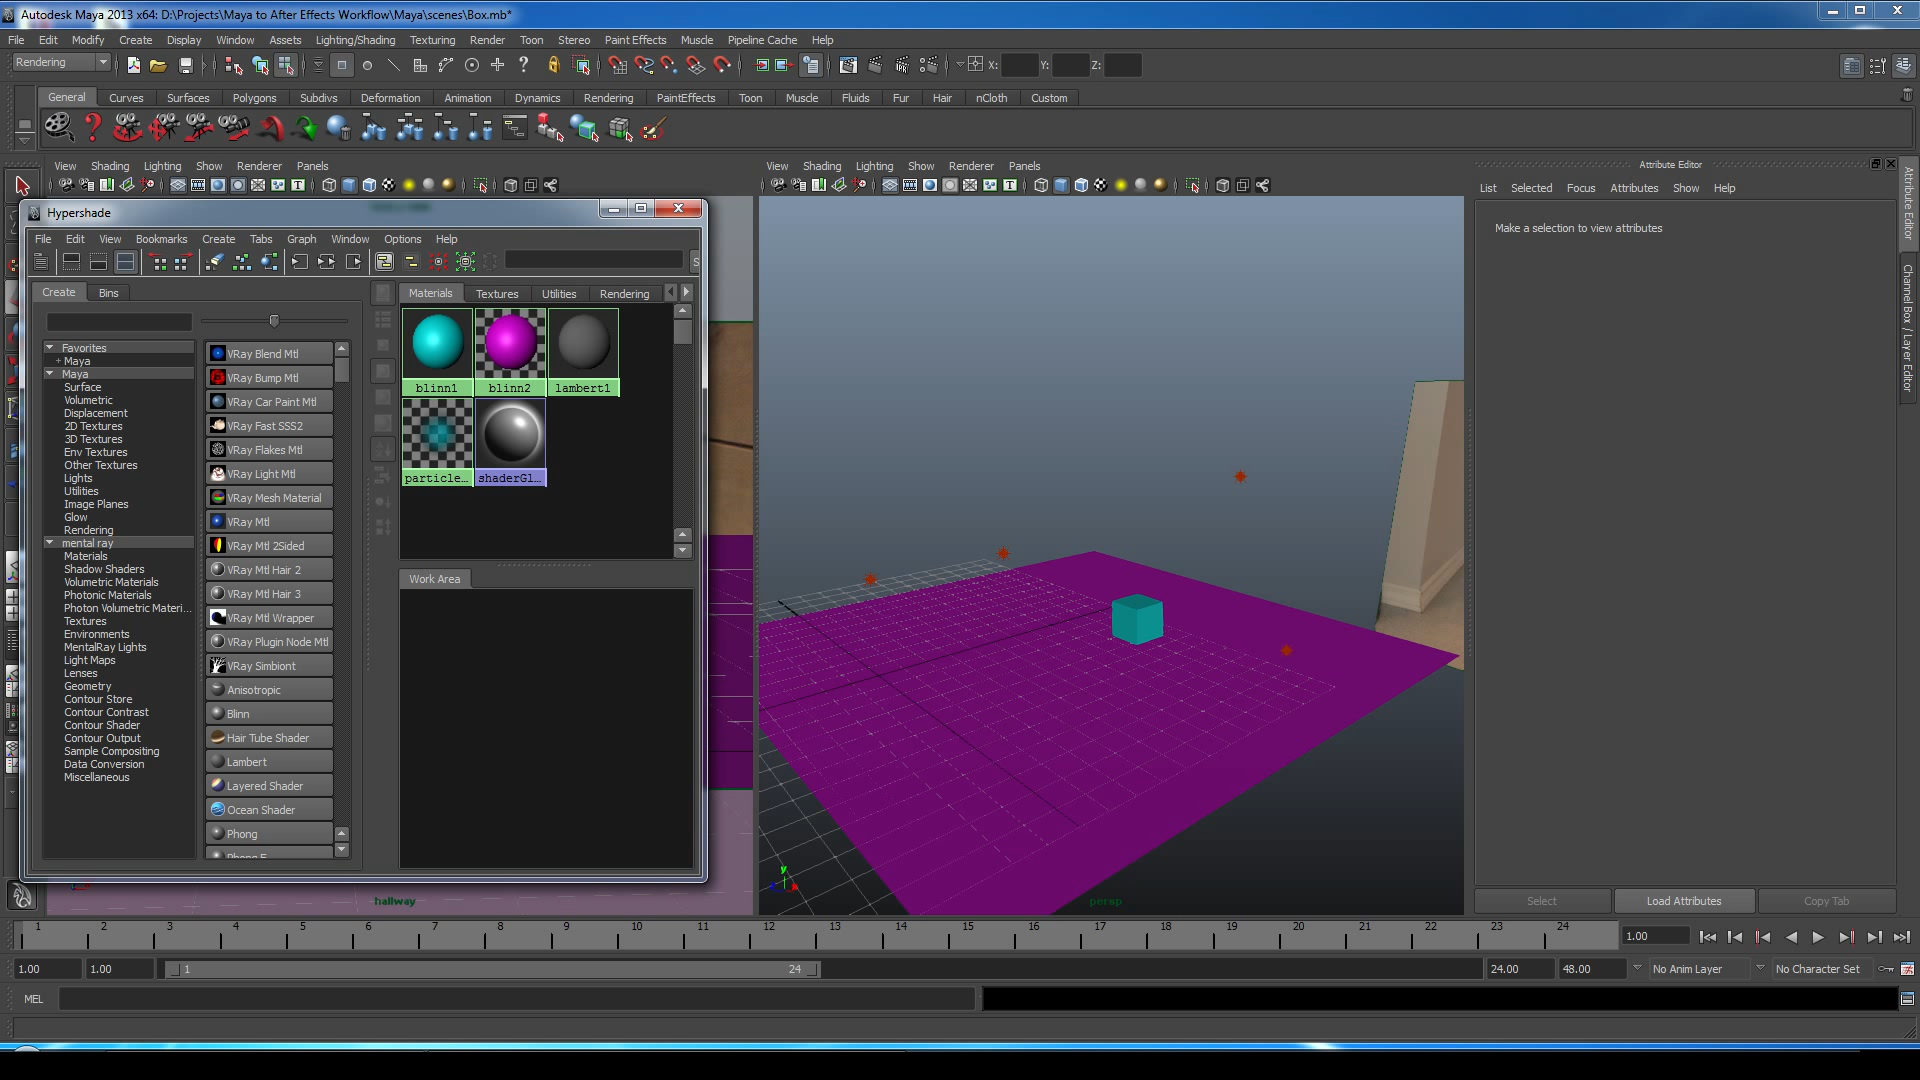 Autodesk Maya 2013 x64: D:\Projects\Maya to After Effects Workflow\Maya\scenes\Box.mb*
File Edit Modify Create Display Window Assets Lighting/Shading Texturing Render Toon Stereo Paint Effects Muscle Pipeline Cache Help
Rendering X: Y: Z:
General Curves Surfaces Polygons Subdivs Deformation Animation Dynamics Rendering PaintEffects Toon Muscle Fluids Fur Hair nCloth Custom
View Shading Lighting Show Renderer Panels
View Shading Lighting Show Renderer Panels
Hypershade
File Edit View Bookmarks Create Tabs Graph Window Options Help
S
Create Bins
Favorites
+ Maya
Maya
Surface
Volumetric
Displacement
2D Textures
3D Textures
Env Textures
Other Textures
Lights
Utilities
Image Planes
Glow
Rendering
mental ray
Materials
Shadow Shaders
Volumetric Materials
Photonic Materials
Photon Volumetric Materi...
Textures
Environments
MentalRay Lights
Light Maps
Lenses
Geometry
Contour Store
Contour Contrast
Contour Shader
Contour Output
Sample Compositing
Data Conversion
Miscellaneous
VRay Blend Mtl
VRay Bump Mtl
VRay Car Paint Mtl
VRay Fast SSS2
VRay Flakes Mtl
VRay Light Mtl
VRay Mesh Material
VRay Mtl
VRay Mtl 2Sided
VRay Mtl Hair 2
VRay Mtl Hair 3
VRay Mtl Wrapper
VRay Plugin Node Mtl
VRay Simbiont
Anisotropic
Blinn
Hair Tube Shader
Lambert
Layered Shader
Ocean Shader
Phong
Phong E
Materials Textures Utilities Rendering
blinn1 blinn2 lambert1
particle... shaderGl...
Work Area
hallway
y
persp
Attribute Editor
List Selected Focus Attributes Show Help
Make a selection to view attributes
Select Load Attributes Copy Tab
Attribute Editor
Channel Box / Layer Editor
1 2 3 4 5 6 7 8 9 10 11 12 13 14 15 16 17 18 19 20 21 22 23 24 1.00
1.00 1.00 1 24 24.00 48.00 No Anim Layer No Character Set
MEL